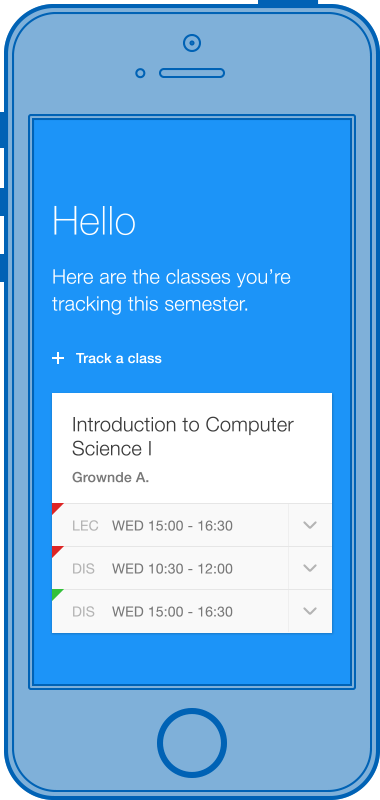 Hello
Here are the classes you're
tracking this semester.
+ Track a class
Introduction to Computer
Science I
Grownde A.
LEC WED 15:00 - 16:30
DIS WED 10:30 - 12:00
DIS WED 15:00 - 16:30